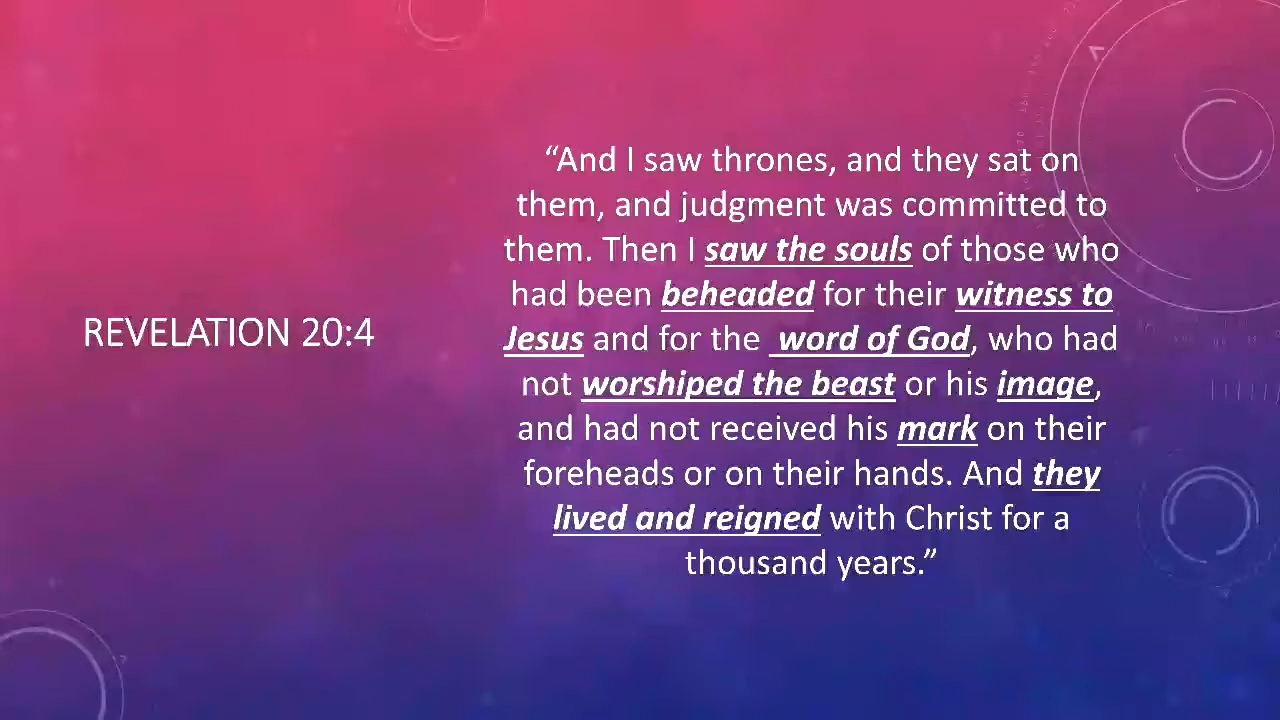 REVELATION 20:4
“And I saw thrones, and they sat on
them, and judgment was committed to
them. Then I saw the souls of those who
had been beheaded for their witness to
Jesus and for the  word of God, who had
not worshiped the beast or his image,
and had not received his mark on their
foreheads or on their hands. And they
lived and reigned with Christ for a
thousand years.”